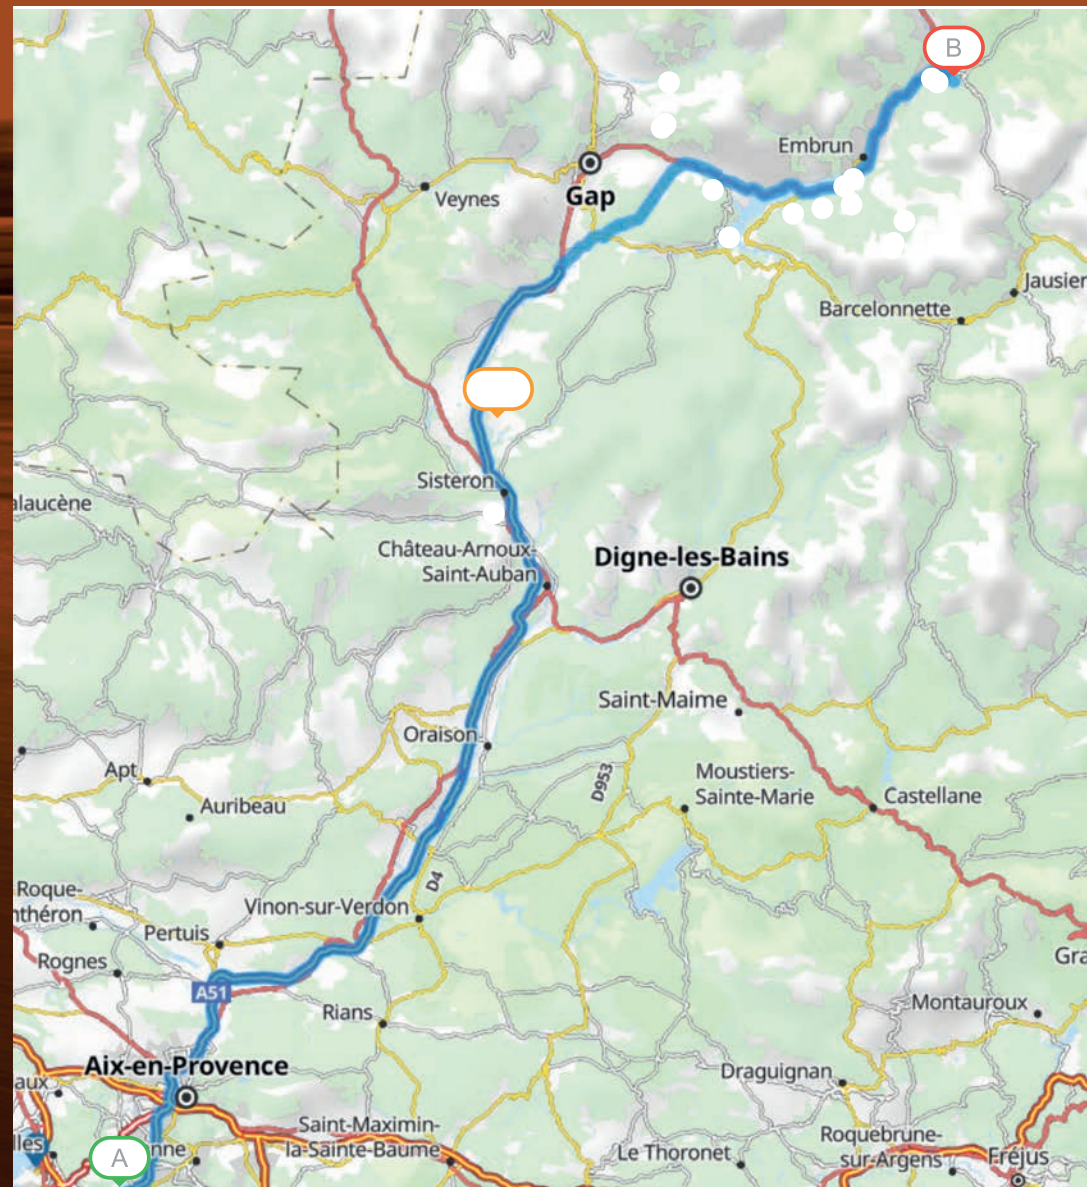 B
Embrun
Gap
Veynes
Jausier
Barcelonnette
Sisteron
alaucène
Château-Arnoux-
Saint-Auban
Digne-les-Bains
Saint-Maime
Oraison
Apt
Auribeau
D953
Moustiers-
Sainte-Marie
Castellane
D4
Roque-
nthéron
Vinon-sur-Verdon
Pertuis
Rognes
Gra
A51
Rians
Montauroux
Aix-en-Provence
aux
Draguignan
Saint-Maximin-
la-Sainte-Baume
lles
A
nne
Le Thoronet
Roquebrune-
sur-Argens
Fréjus